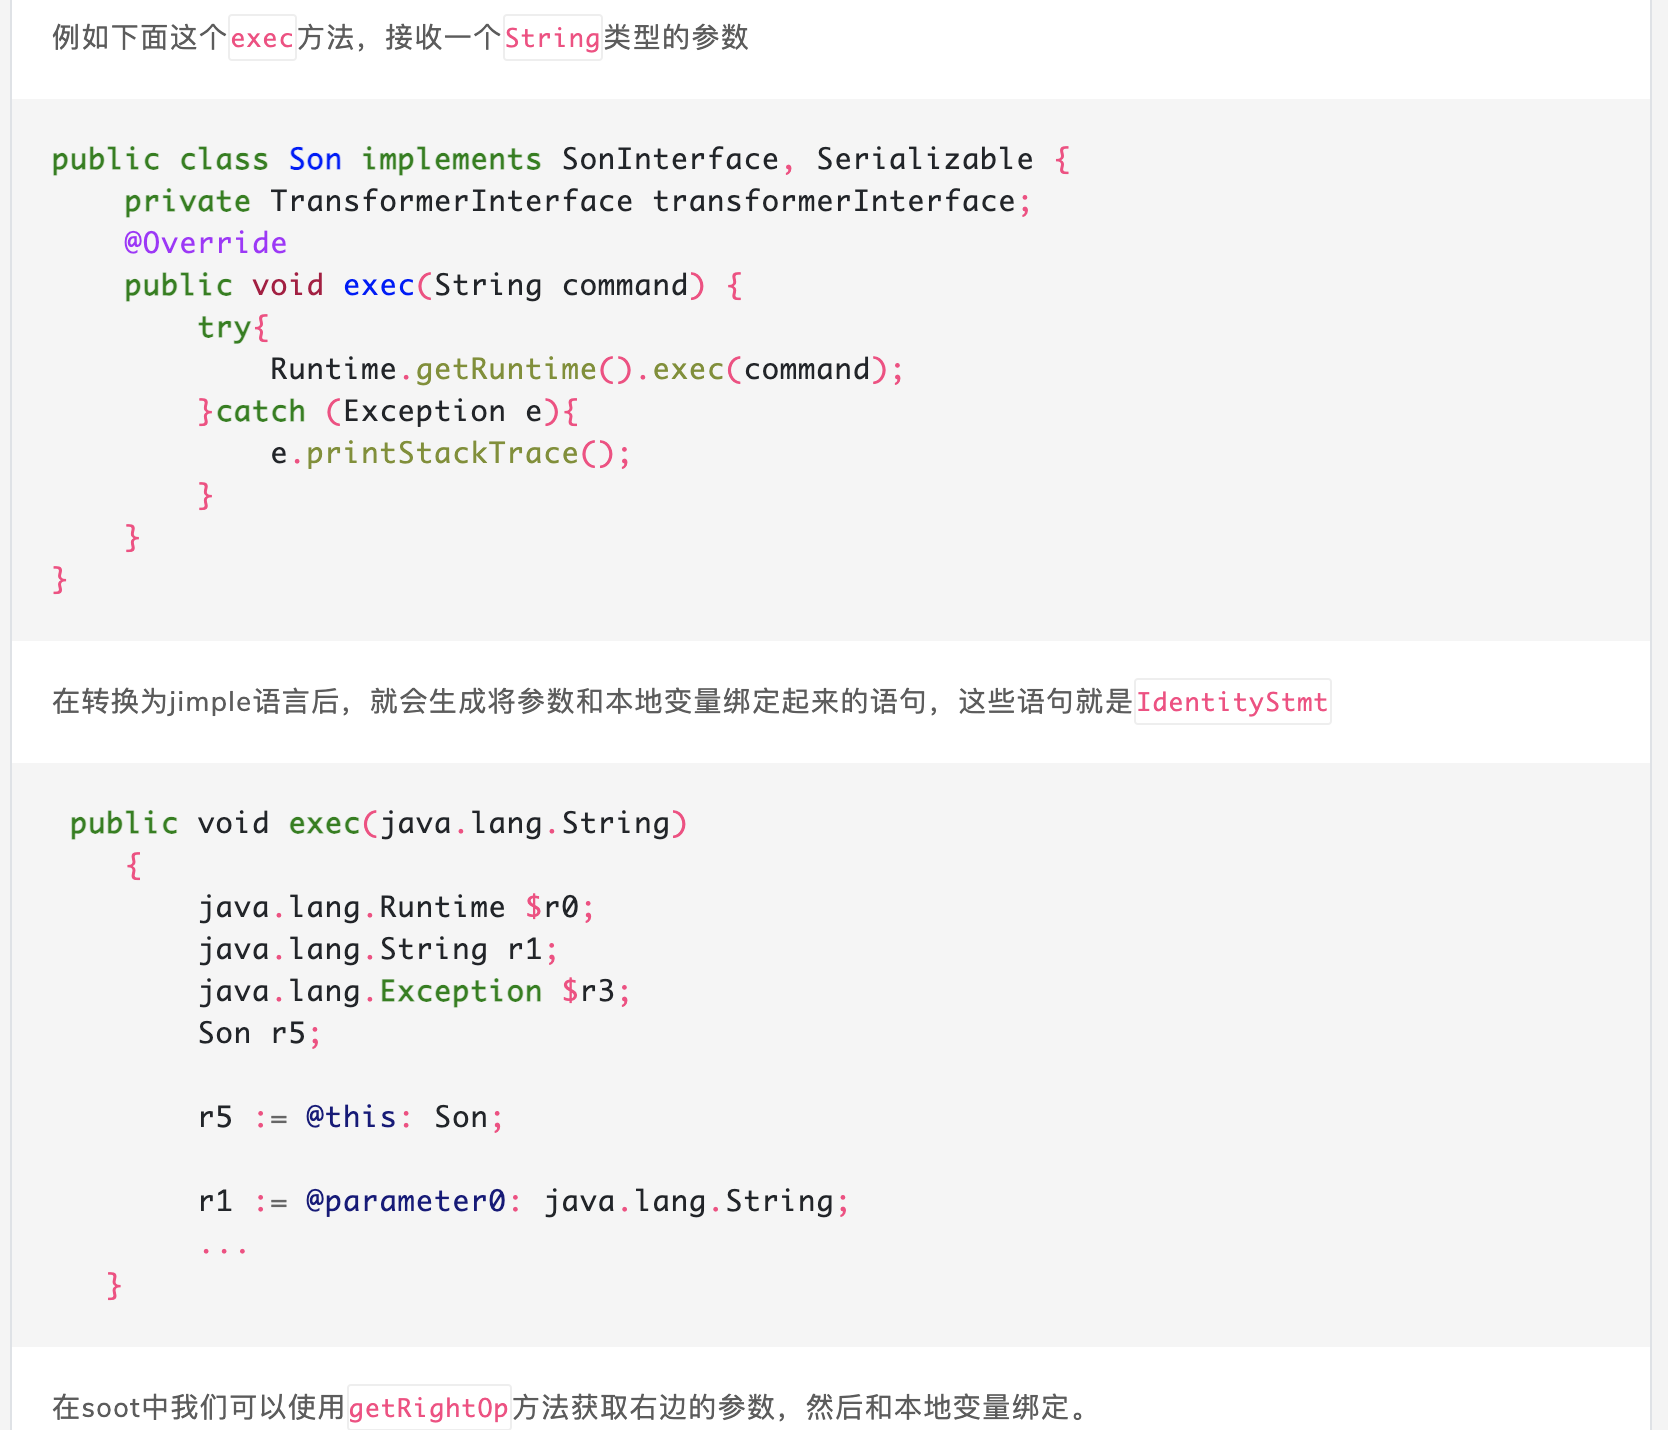 例如下面这个exec方法，接收一个String类型的参数
public class Son implements SonInterface, Serializable {
    private TransformerInterface transformerInterface;
    @Override
    public void exec(String command) {
        try{
            Runtime.getRuntime().exec(command);
        }catch (Exception e){
            e.printStackTrace();
        }
    }
}
在转换为jimple语言后，就会生成将参数和本地变量绑定起来的语句，这些语句就是IdentityStmt
 public void exec(java.lang.String)
    {
        java.lang.Runtime $r0;
        java.lang.String r1;
        java.lang.Exception $r3;
        Son r5;
        r5 := @this: Son;
        r1 := @parameter0: java.lang.String;
        ...
   }
在soot中我们可以使用getRightOp方法获取右边的参数，然后和本地变量绑定。